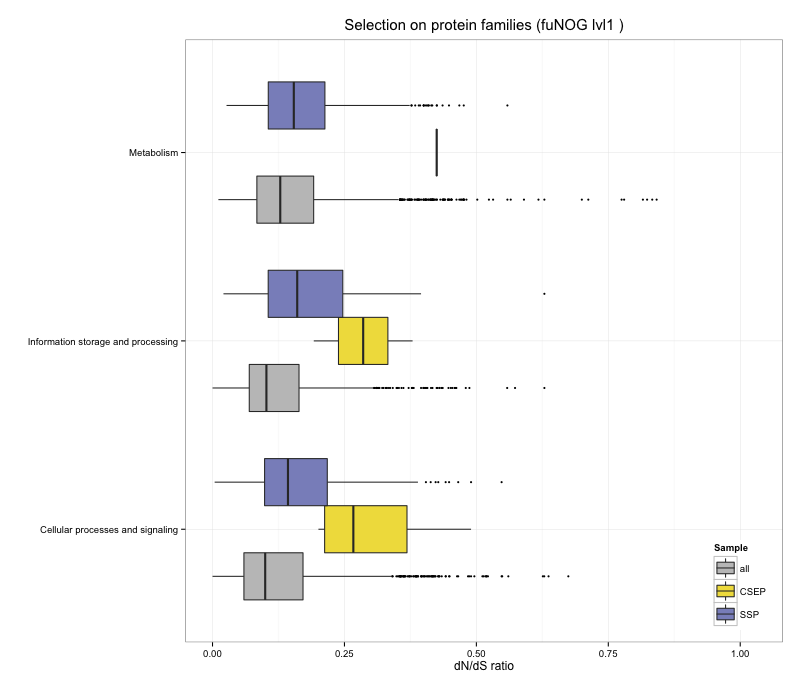 Selection on protein families (fuNOG lvl1 )
Metabolism
Information storage and processing
Cellular processes and signaling
Sample
all
CSEP
SSP
0.00 0.25 0.50 0.75 1.00
dN/dS ratio